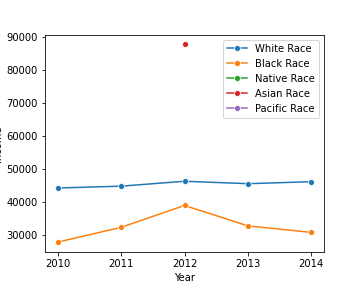 90000
80000
70000
60000
50000
40000
30000
White Race
Black Race
Native Race
Asian Race
Pacific Race
2010 2011 2012 2013 2014
Year